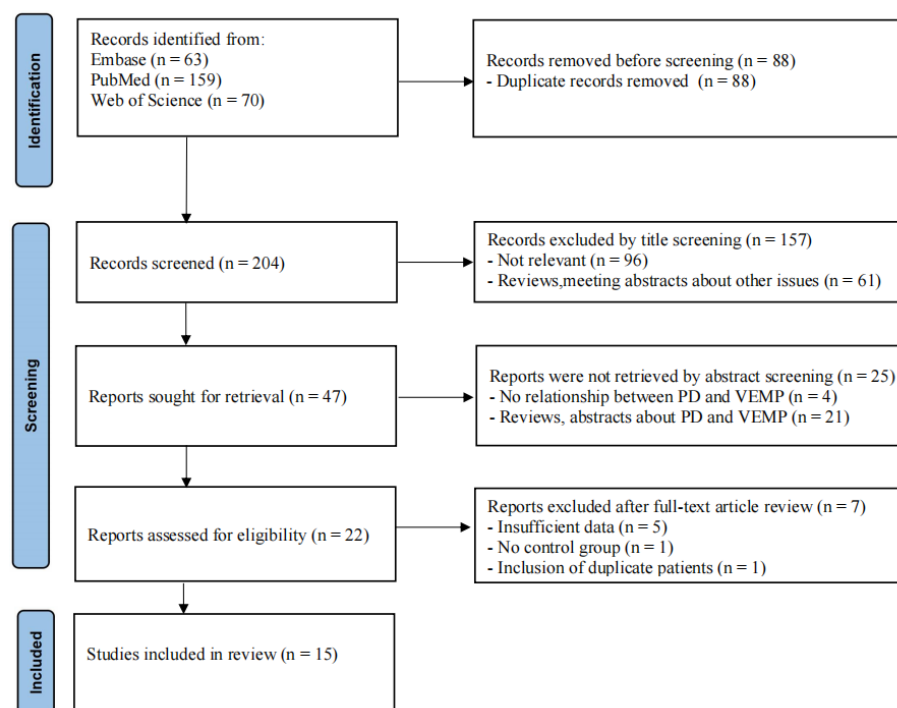 Identification
Records identified from:
Embase (n = 63)
PubMed (n = 159)
Web of Science (n = 70)
Records removed before screening (n = 88)
- Duplicate records removed (n = 88)
Screening
Records screened (n = 204)
Records excluded by title screening (n = 157)
- Not relevant (n = 96)
- Reviews,meeting abstracts about other issues (n = 61)
Reports sought for retrieval (n = 47)
Reports were not retrieved by abstract screening (n = 25)
- No relationship between PD and VEMP (n = 4)
- Reviews, abstracts about PD and VEMP (n = 21)
Reports assessed for eligibility (n = 22)
Reports excluded after full-text article review (n = 7)
- Insufficient data (n = 5)
- No control group (n = 1)
- Inclusion of duplicate patients (n = 1)
Included
Studies included in review (n = 15)